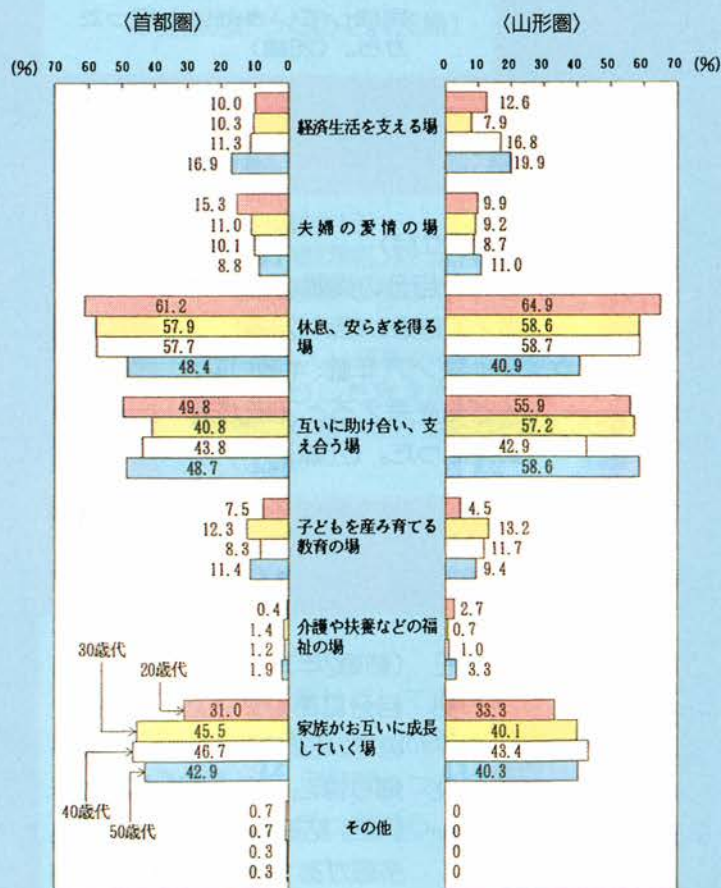 〈首都圏〉 〈山形圏〉
(%) 70 60 50 40 30 20 10 0 0 10 20 30 40 50 60 70 (%)
10.0 12.6
10.3 経済生活を支える場 7.9
11.3 16.8
16.9 19.9
15.3 9.9
11.0 夫婦の愛情の場 9.2
10.1 8.7
8.8 11.0
61.2 64.9
57.9 休息、安らぎを得る 58.6
57.7 場 58.7
48.4 40.9
49.8 55.9
40.8 互いに助け合い、支 57.2
43.8 え合う場 42.9
48.7 58.6
7.5 4.5
12.3 子どもを産み育てる 13.2
8.3 教育の場 11.7
11.4 9.4
0.4 2.7
1.4 介護や扶養などの福 0.7
1.2 祉の場 1.0
1.9 3.3
30歳代
20歳代 31.0 33.3
45.5 家族がお互いに成長 40.1
46.7 していく場 43.4
42.9 40.3
40歳代
50歳代
0.7 0
0.7 その他 0
0.3 0
0.3 0